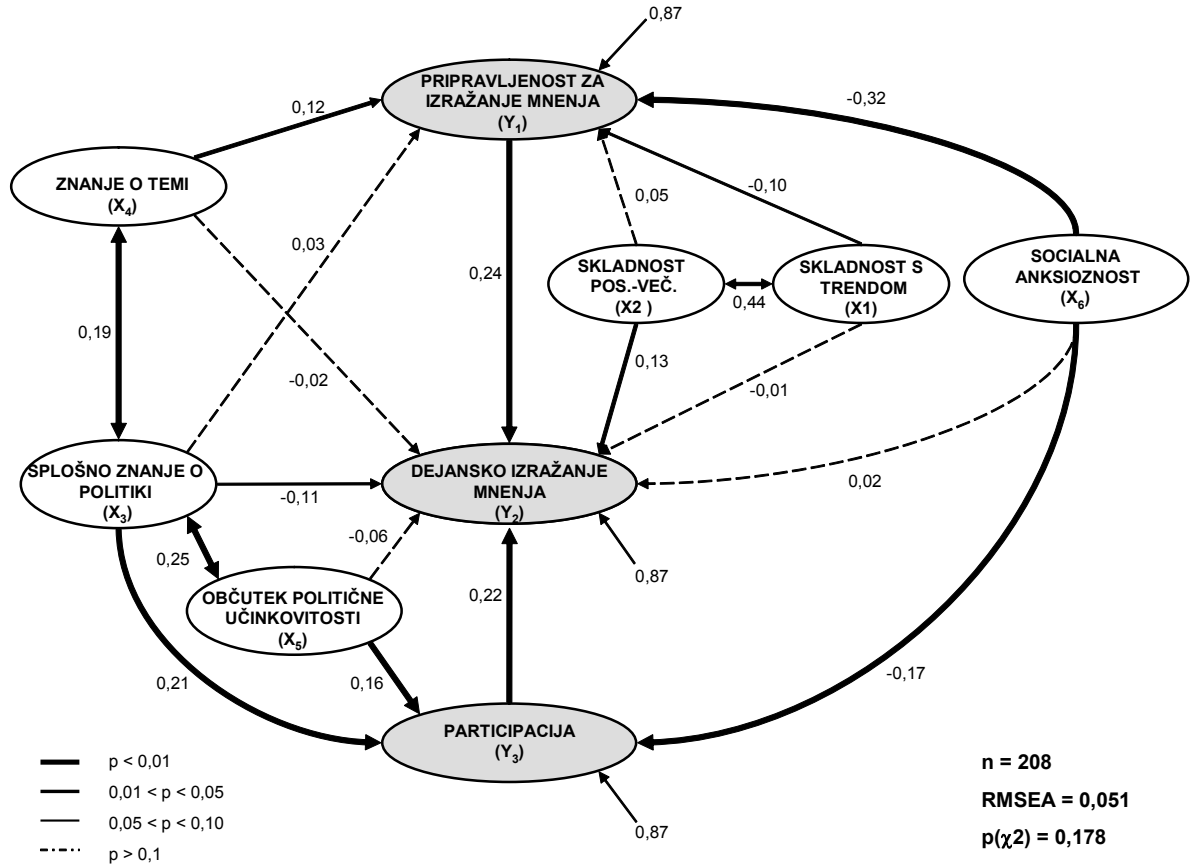 0,87
PRIPRAVLJENOST ZA
IZRAŽANJE MNENJA
(Y1)
0,12
-0,32
ZNANJE O TEMI
(X4)
0,05
-0,10
0,03
0,24
SKLADNOST
POS.-VEČ.
(X2 )
0,44
SKLADNOST S
TRENDOM
(X1)
SOCIALNA
ANKSIOZNOST
(X6)
0,19
-0,02
0,13
-0,01
SPLOŠNO ZNANJE O
POLITIKI
(X3)
-0,11
DEJANSKO IZRAŽANJE
MNENJA
(Y2)
0,02
0,25
-0,06
0,87
OBČUTEK POLITIČNE
UČINKOVITOSTI
(X5)
0,22
0,21
0,16
-0,17
PARTICIPACIJA
(Y3)
0,87
p < 0,01
0,01 < p < 0,05
0,05 < p < 0,10
p > 0,1
n = 208
RMSEA = 0,051
p(χ2) = 0,178